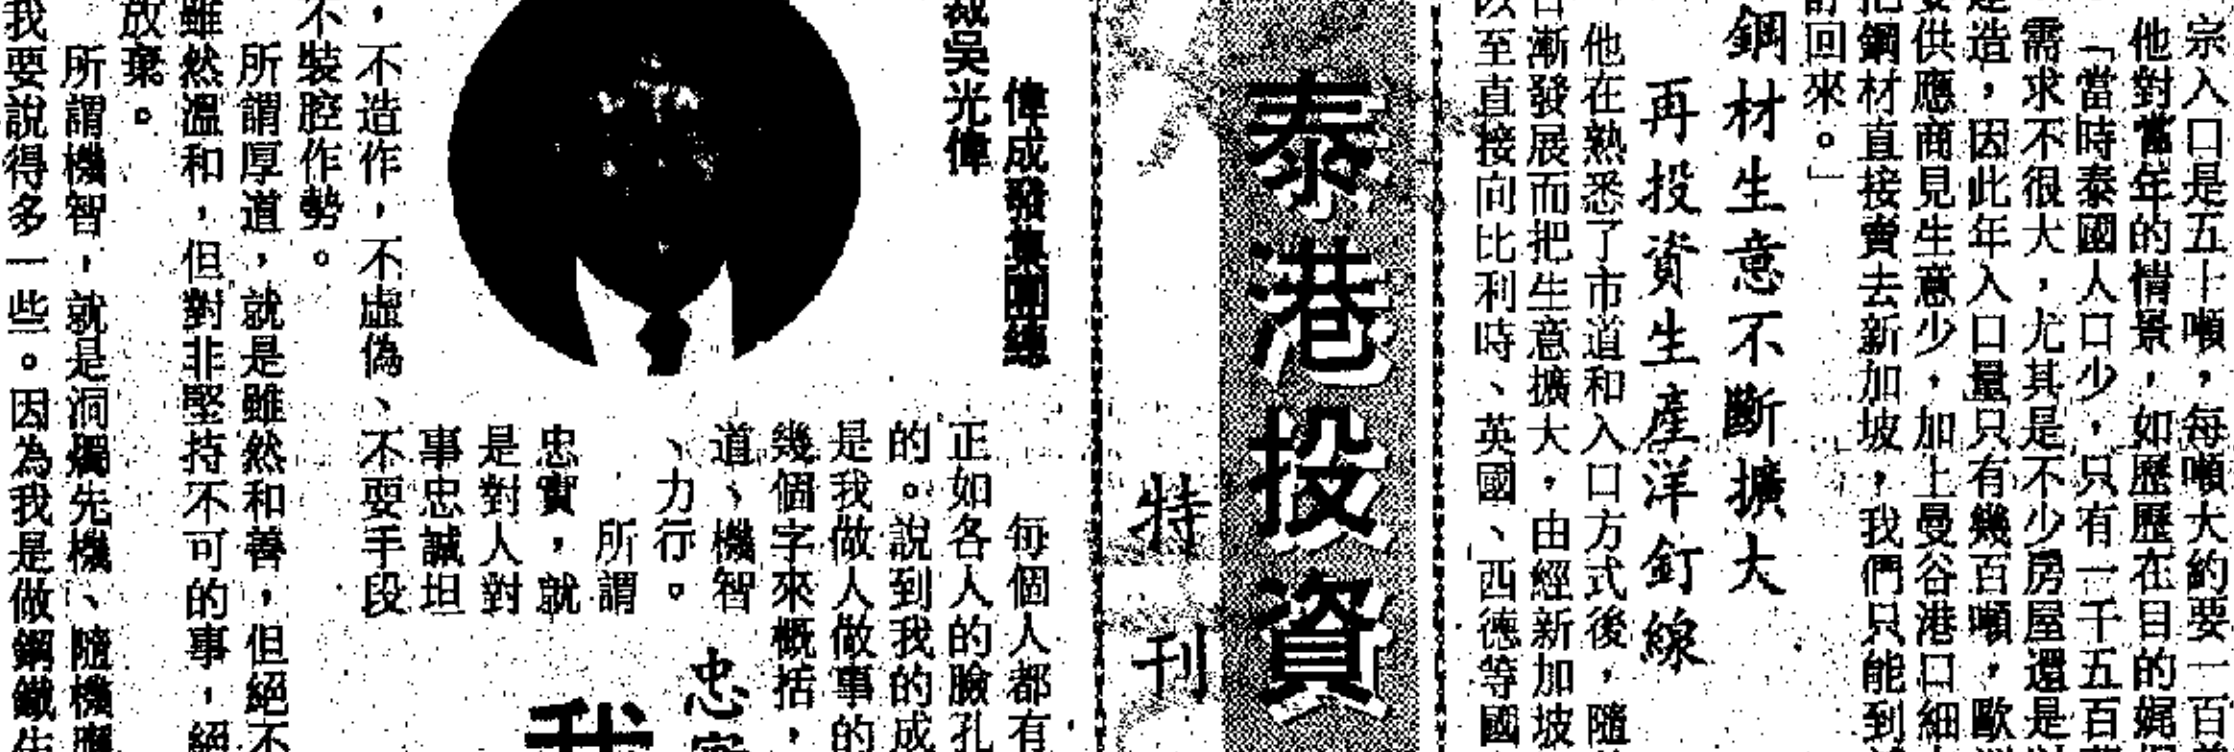 宗入口是五十噸，每噸大約要一百
他對當年的情景，如歷歷在目的娓
「當時泰國人口少，只有一千五百
需求不很大，尤其是不少房屋還是
造，因此年入口量只有幾百噸，歐
供應商見生意少，加上曼谷港口細
把鋼材直接賣去新加坡，我們只能到
回來。」
鋼材生意不斷擴大
再投資生產洋釘線
他在熟悉了市道和入口方式後，隨
漸發展而把生意擴大，由經新加坡
以至直接向比利時、英國、西德等國
泰港投資
特刊
偉成發集團總
裁吳光偉
每個人都有
正如各人的臉孔
的。說到我的成
是我做人做事的
幾個字來概括，
道、機智
、力行。
忠
我
所謂
忠實，就
是對人對
事忠誠坦
，不造作，不虛偽、不耍手段
不裝腔作勢。
所謂厚道，就是雖然和善，但絕不
雖然溫和，但對非堅持不可的事，絕
放棄。
所謂機智，就是洞燭先機、隨機應
我要說得多一些。因為我是做鋼鐵生